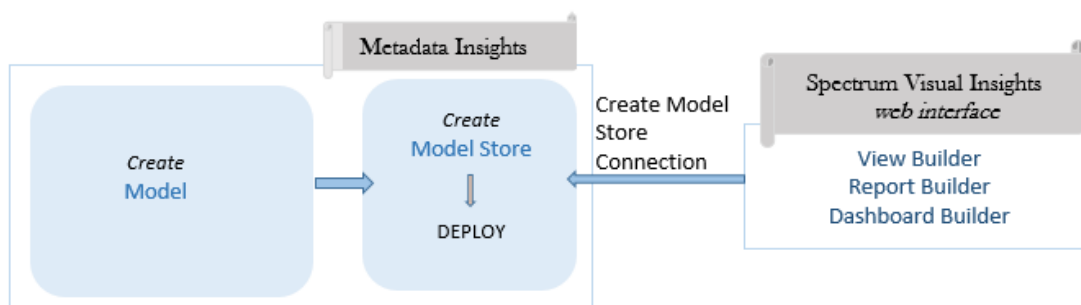 Metadata Insights
Create
Model
Create
Model Store
DEPLOY
Create Model
Store
Connection
Spectrum Visual Insights
web interface
View Builder
Report Builder
Dashboard Builder